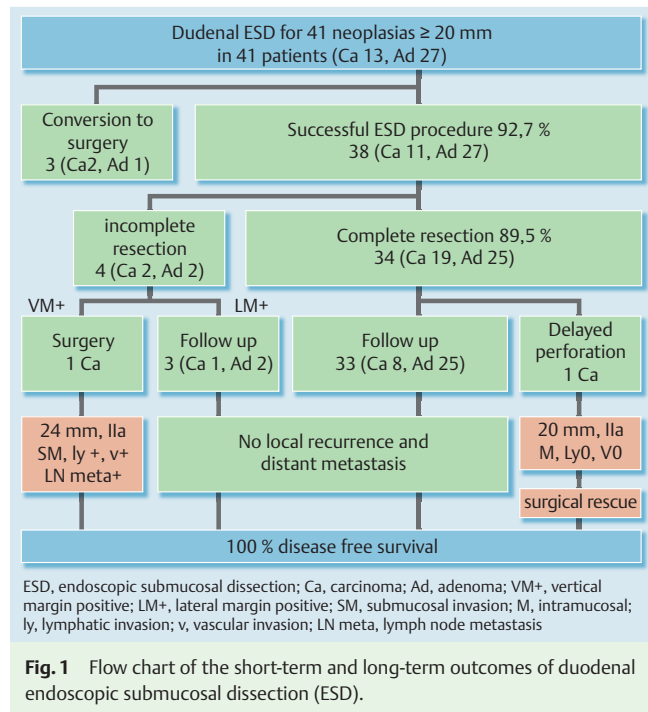 Dudenal ESD for 41 neoplasias ≥ 20 mm
in 41 patients (Ca 13, Ad 27)
Conversion to
surgery
3 (Ca2, Ad 1)
Successful ESD procedure 92,7 %
38 (Ca 11, Ad 27)
incomplete
resection
4 (Ca 2, Ad 2)
Complete resection 89,5 %
34 (Ca 19, Ad 25)
VM+
LM+
Surgery
1 Ca
Follow up
3 (Ca 1, Ad 2)
Follow up
33 (Ca 8, Ad 25)
Delayed
perforation
1 Ca
24 mm, IIa
SM, ly +, v+
LN meta+
No local recurrence and
distant metastasis
20 mm, IIa
M, Ly0, V0
surgical rescue
100 % disease free survival
ESD, endoscopic submucosal dissection; Ca, carcinoma; Ad, adenoma; VM+, vertical
margin positive; LM+, lateral margin positive; SM, submucosal invasion; M, intramucosal;
ly, lymphatic invasion; v, vascular invasion; LN meta, lymph node metastasis
Fig. 1 Flow chart of the short-term and long-term outcomes of duodenal
endoscopic submucosal dissection (ESD).